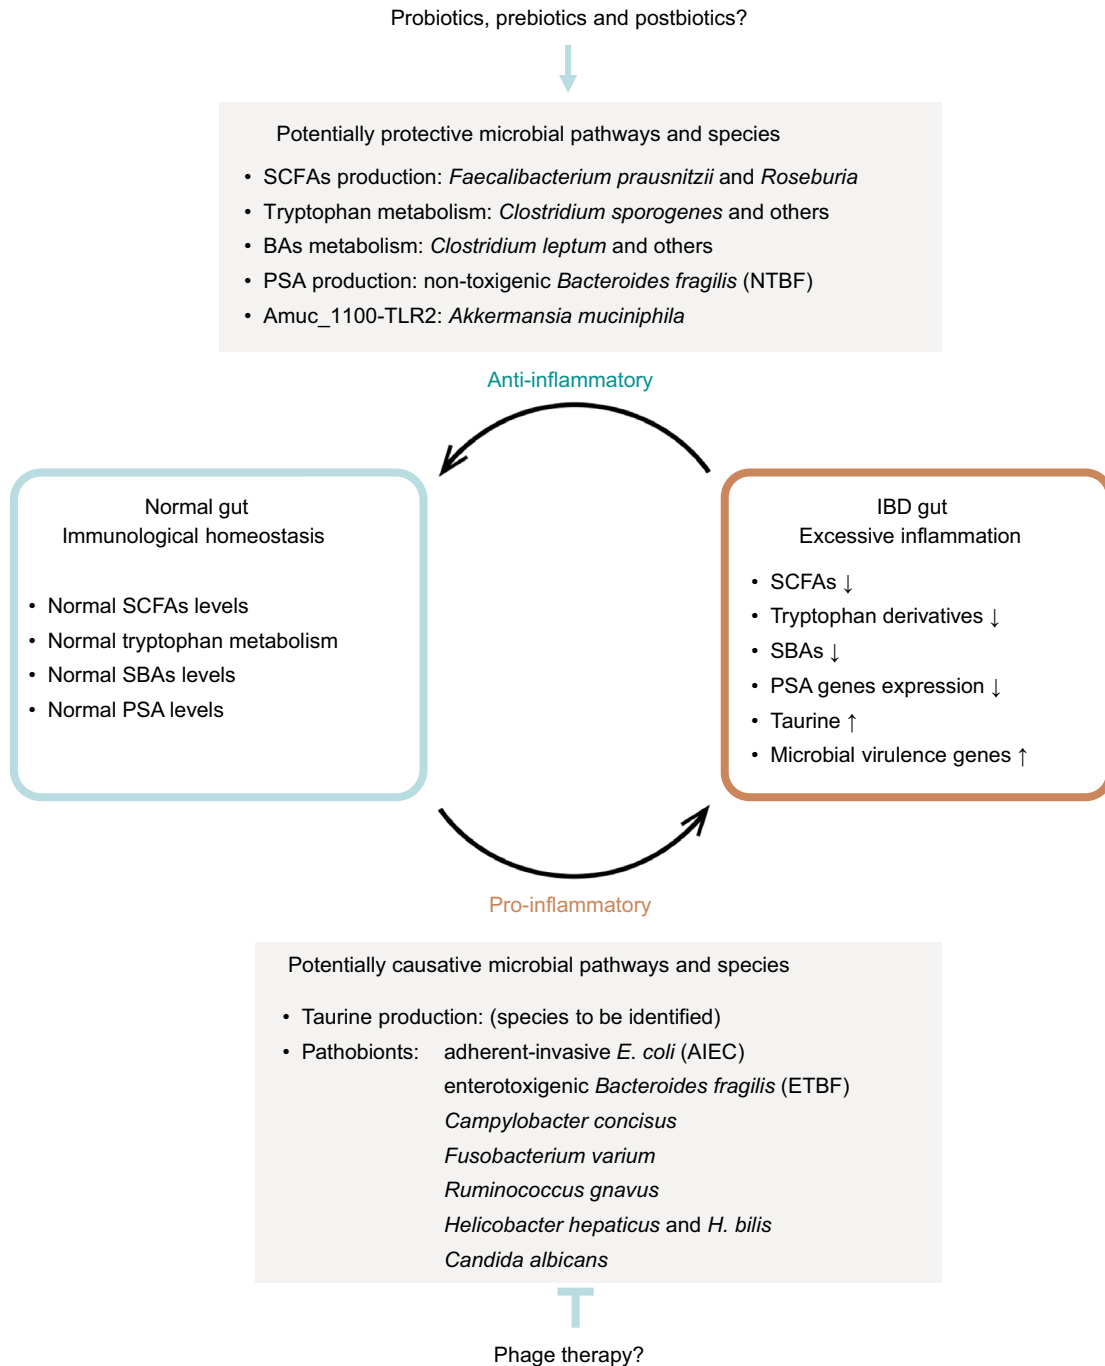 Probiotics, prebiotics and postbiotics?
Potentially protective microbial pathways and species
• SCFAs production: Faecalibacterium prausnitzii and Roseburia
• Tryptophan metabolism: Clostridium sporogenes and others
• BAs metabolism: Clostridium leptum and others
• PSA production: non-toxigenic Bacteroides fragilis (NTBF)
• Amuc_1100-TLR2: Akkermansia muciniphila
Anti-inflammatory
Normal gut
Immunological homeostasis
• Normal SCFAs levels
• Normal tryptophan metabolism
• Normal SBAs levels
• Normal PSA levels
IBD gut
Excessive inflammation
• SCFAs ↓
• Tryptophan derivatives ↓
• SBAs ↓
• PSA genes expression ↓
• Taurine ↑
• Microbial virulence genes ↑
Pro-inflammatory
Potentially causative microbial pathways and species
• Taurine production: (species to be identified)
• Pathobionts: adherent-invasive E. coli (AIEC)
enterotoxigenic Bacteroides fragilis (ETBF)
Campylobacter concisus
Fusobacterium varium
Ruminococcus gnavus
Helicobacter hepaticus and H. bilis
Candida albicans
Phage therapy?